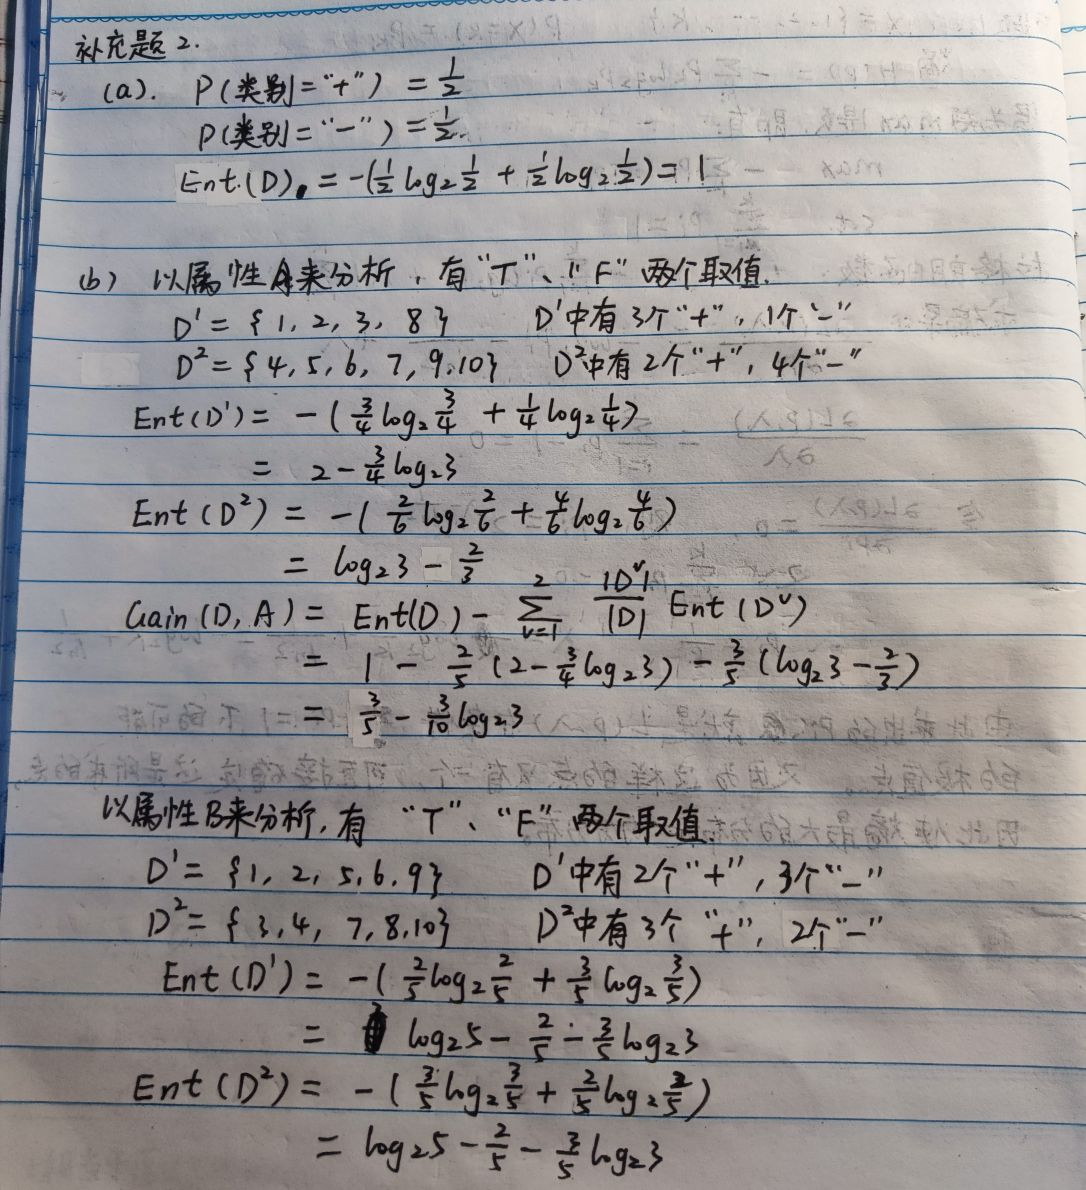 补充题2.
(a). P(类别="+") = 1/2
P(类别="-") = 1/2
Ent(D) = -(1/2 log₂ 1/2 + 1/2 log₂ 1/2) = 1
(b) 以属性A来分析，有"T"、"F"两个取值.
D¹ = {1, 2, 3, 8} D¹中有3个"+"，1个"-"
D² = {4, 5, 6, 7, 9, 10} D²中有2个"+"，4个"-"
Ent(D¹) = -(3/4 log₂ 3/4 + 1/4 log₂ 1/4)
= 2 - 3/4 log₂3
Ent(D²) = -(2/6 log₂ 2/6 + 4/6 log₂ 4/6)
= log₂3 - 2/3
Gain(D, A) = Ent(D) - ∑_{v=1}^{2} |Dᵛ|/|D| Ent(Dᵛ)
= 1 - 2/5 (2 - 3/4 log₂3) - 3/5 (log₂3 - 2/3)
= 3/5 - 3/10 log₂3
以属性B来分析，有"T"、"F"两个取值.
D¹ = {1, 2, 5, 6, 9} D¹中有2个"+"，3个"-"
D² = {3, 4, 7, 8, 10} D²中有3个"+"，2个"-"
Ent(D¹) = -(2/5 log₂ 2/5 + 3/5 log₂ 3/5)
= log₂5 - 2/5 - 3/5 log₂3
Ent(D²) = -(3/5 log₂ 3/5 + 2/5 log₂ 2/5)
= log₂5 - 2/5 - 3/5 log₂3